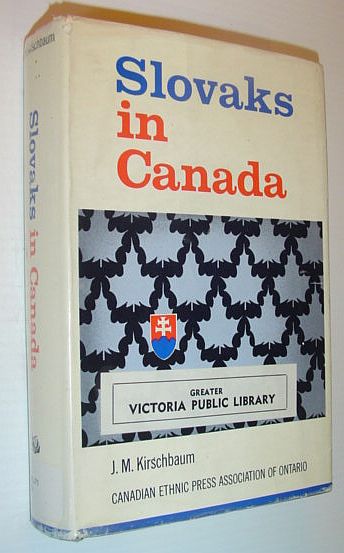 Slovaks
in
Canada
GREATER
VICTORIA PUBLIC LIBRARY
J. M. Kirschbaum
CANADIAN ETHNIC PRESS ASSOCIATION OF ONTARIO
Kirschbaum
Slovaks in Canada